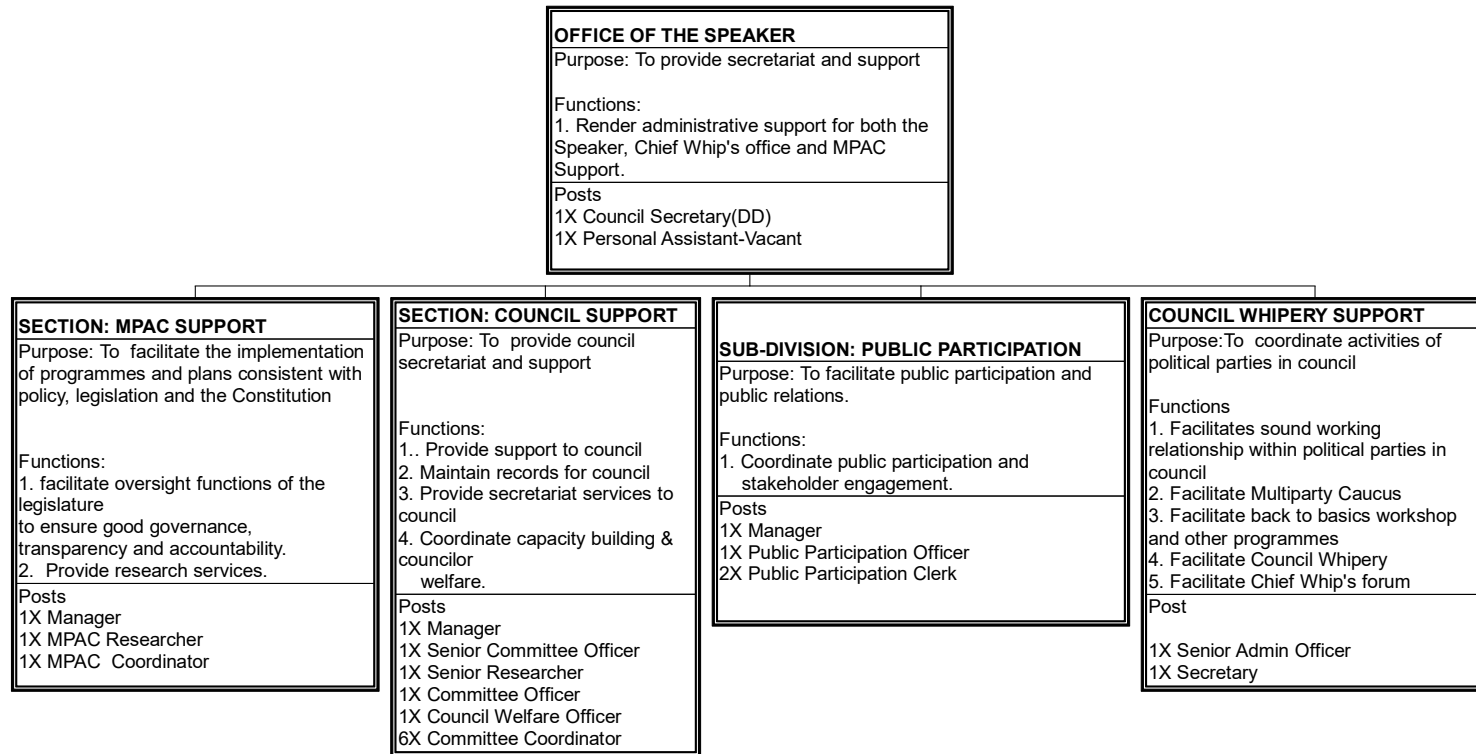 OFFICE OF THE SPEAKER
Purpose: To provide secretariat and support
Functions:
1. Render administrative support for both the
Speaker, Chief Whip's office and MPAC
Support.
Posts
1X Council Secretary(DD)
1X Personal Assistant-Vacant
SECTION: MPAC SUPPORT
Purpose: To facilitate the implementation
of programmes and plans consistent with
policy, legislation and the Constitution
Functions:
1. facilitate oversight functions of the
legislature
to ensure good governance,
transparency and accountability.
2. Provide research services.
Posts
1X Manager
1X MPAC Researcher
1X MPAC Coordinator
SECTION: COUNCIL SUPPORT
Purpose: To provide council
secretariat and support
Functions:
1.. Provide support to council
2. Maintain records for council
3. Provide secretariat services to
council
4. Coordinate capacity building &
councilor
welfare.
Posts
1X Manager
1X Senior Committee Officer
1X Senior Researcher
1X Committee Officer
1X Council Welfare Officer
6X Committee Coordinator
SUB-DIVISION: PUBLIC PARTICIPATION
Purpose: To facilitate public participation and
public relations.
Functions:
1. Coordinate public participation and
stakeholder engagement.
Posts
1X Manager
1X Public Participation Officer
2X Public Participation Clerk
COUNCIL WHIPERY SUPPORT
Purpose:To coordinate activities of
political parties in council
Functions
1. Facilitates sound working
relationship within political parties in
council
2. Facilitate Multiparty Caucus
3. Facilitate back to basics workshop
and other programmes
4. Facilitate Council Whipery
5. Facilitate Chief Whip's forum
Post
1X Senior Admin Officer
1X Secretary